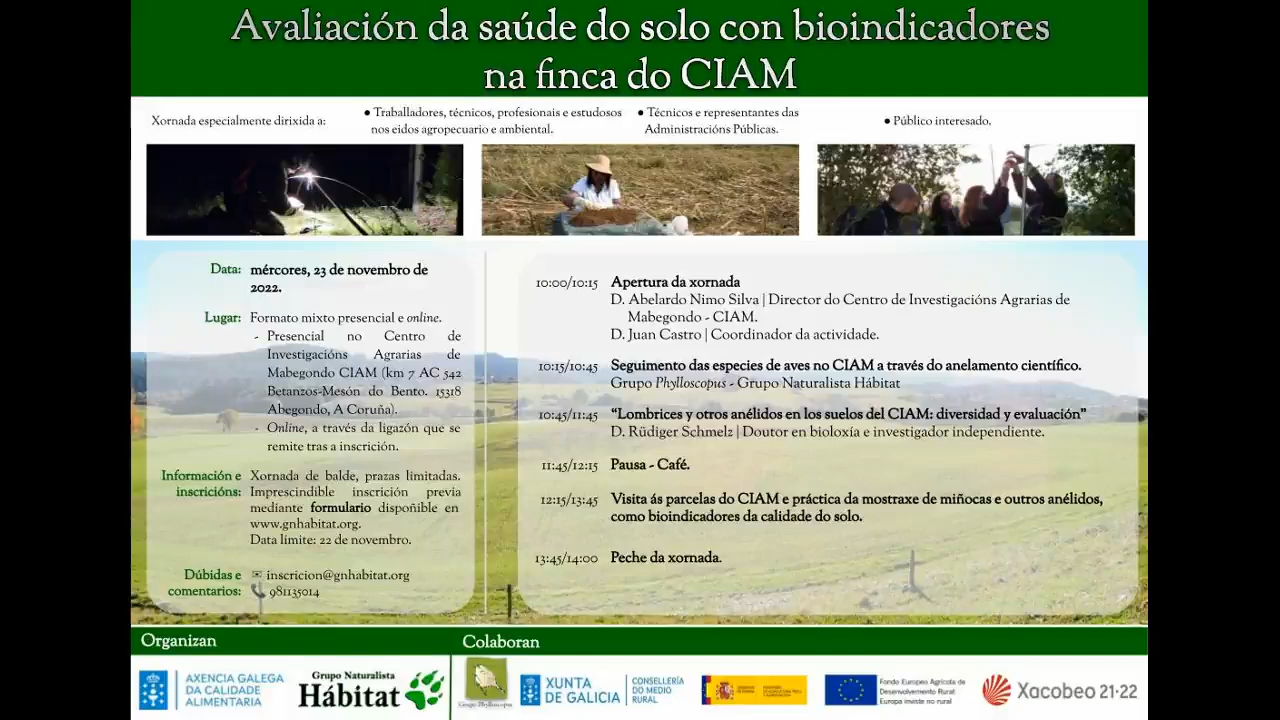 Avaliación da saúde do solo con bioindicadores
na finca do CIAM
Xornada especialmente dirixida a:
● Traballadores, técnicos, profesionais e estudosos
nos eidos agropecuario e ambiental.
● Técnicos e representantes das
Administracións Públicas.
● Público interesado.
Data: mércores, 23 de novembro de
2022.
Lugar: Formato mixto presencial e online.
- Presencial no Centro de
Investigacións Agrarias de
Mabegondo CIAM (km 7 AC 542
Betanzos-Mesón do Bento. 15318
Abegondo, A Coruña).
- Online, a través da ligazón que se
remite tras a inscrición.
Información e inscricións: Xornada de balde, prazas limitadas.
Imprescindible inscrición previa
mediante formulario dispoñible en
www.gnhabitat.org.
Data límite: 22 de novembro.
Dúbidas e comentarios: inscricion@gnhabitat.org
981135014
10:00/10:15 Apertura da xornada
D. Abelardo Nimo Silva | Director do Centro de Investigacións Agrarias de
Mabegondo - CIAM.
D. Juan Castro | Coordinador da actividade.
10:15/10:45 Seguimento das especies de aves no CIAM a través do anelamento científico.
Grupo Phylloscopus - Grupo Naturalista Hábitat
10:45/11:45 “Lombrices y otros anélidos en los suelos del CIAM: diversidad y evaluación”
D. Rüdiger Schmelz | Doutor en bioloxía e investigador independiente.
11:45/12:15 Pausa - Café.
12:15/13:45 Visita ás parcelas do CIAM e práctica da mostraxe de miñocas e outros anélidos,
como bioindicadores da calidade do solo.
13:45/14:00 Peche da xornada.
Organizan
Colaboran
AXENCIA GALEGA
DA CALIDADE
ALIMENTARIA
Grupo Naturalista
Hábitat
Grupo Phylloscopus
XUNTA
DE GALICIA
CONSELLERÍA
DO MEDIO
RURAL
Fondo Europeo Agrícola de
Desenvolvemento Rural
Europa inviste no rural
Xacobeo 21·22